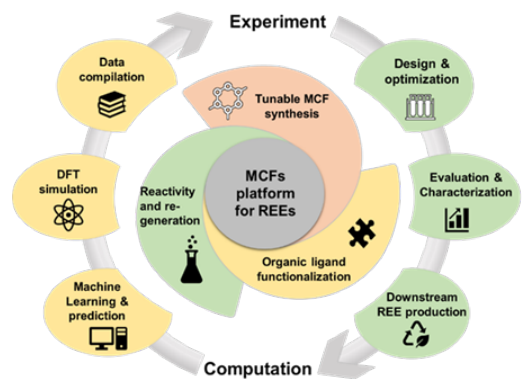 Experiment
Data
compilation
Design &
optimization
Tunable MCF
synthesis
DFT
simulation
Reactivity
and re-
generation
MCFs
platform
for REEs
Evaluation &
Characterization
Organic ligand
functionalization
Machine
Learning &
prediction
Downstream
REE production
Computation